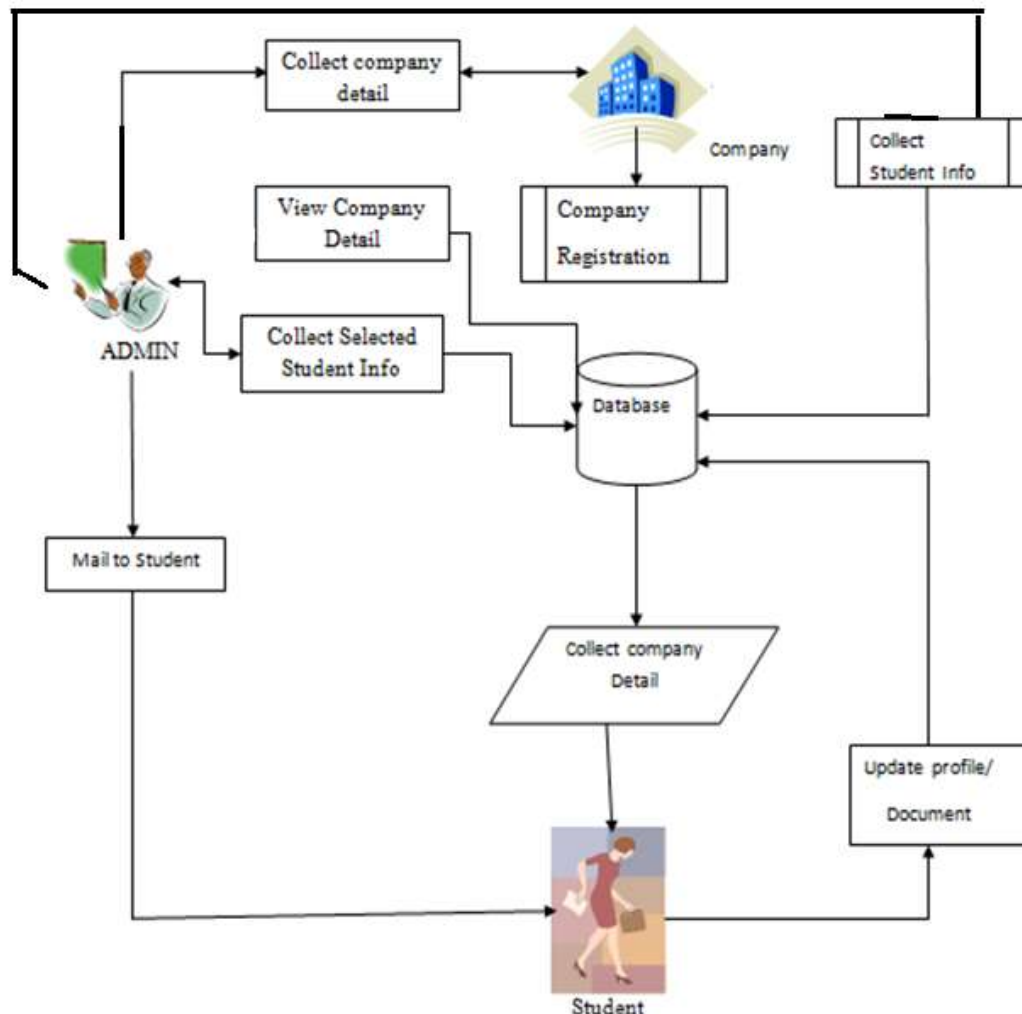 Collect company
detail
Company
Collect
Student Info
View Company
Detail
Company
Registration
ADMIN
Collect Selected
Student Info
Database
Mail to Student
Collect company
Detail
Update profile/
Document
Student